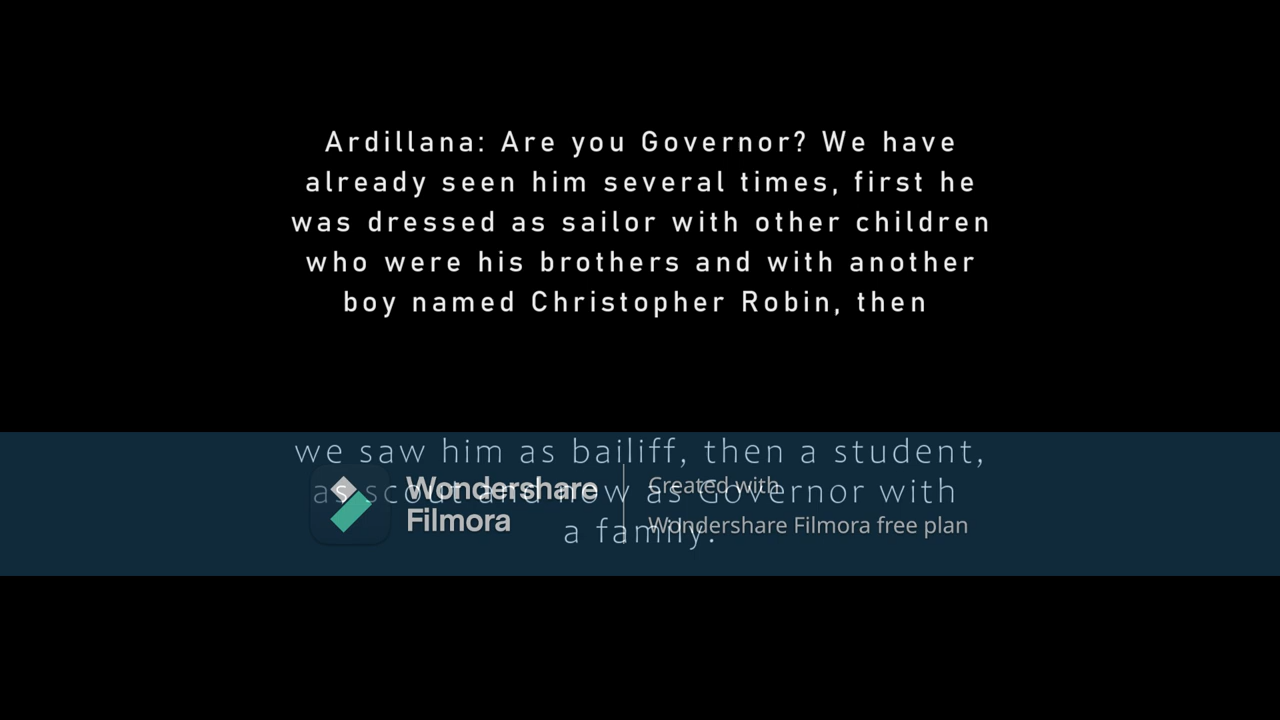 Ardillana: Are you Governor? We have
already seen him several times, first he
was dressed as sailor with other children
who were his brothers and with another
boy named Christopher Robin, then
we saw him as bailiff, then a student,
as scout and now as Governor with
a family.
Wondershare
Filmora
Created with
Wondershare Filmora free plan